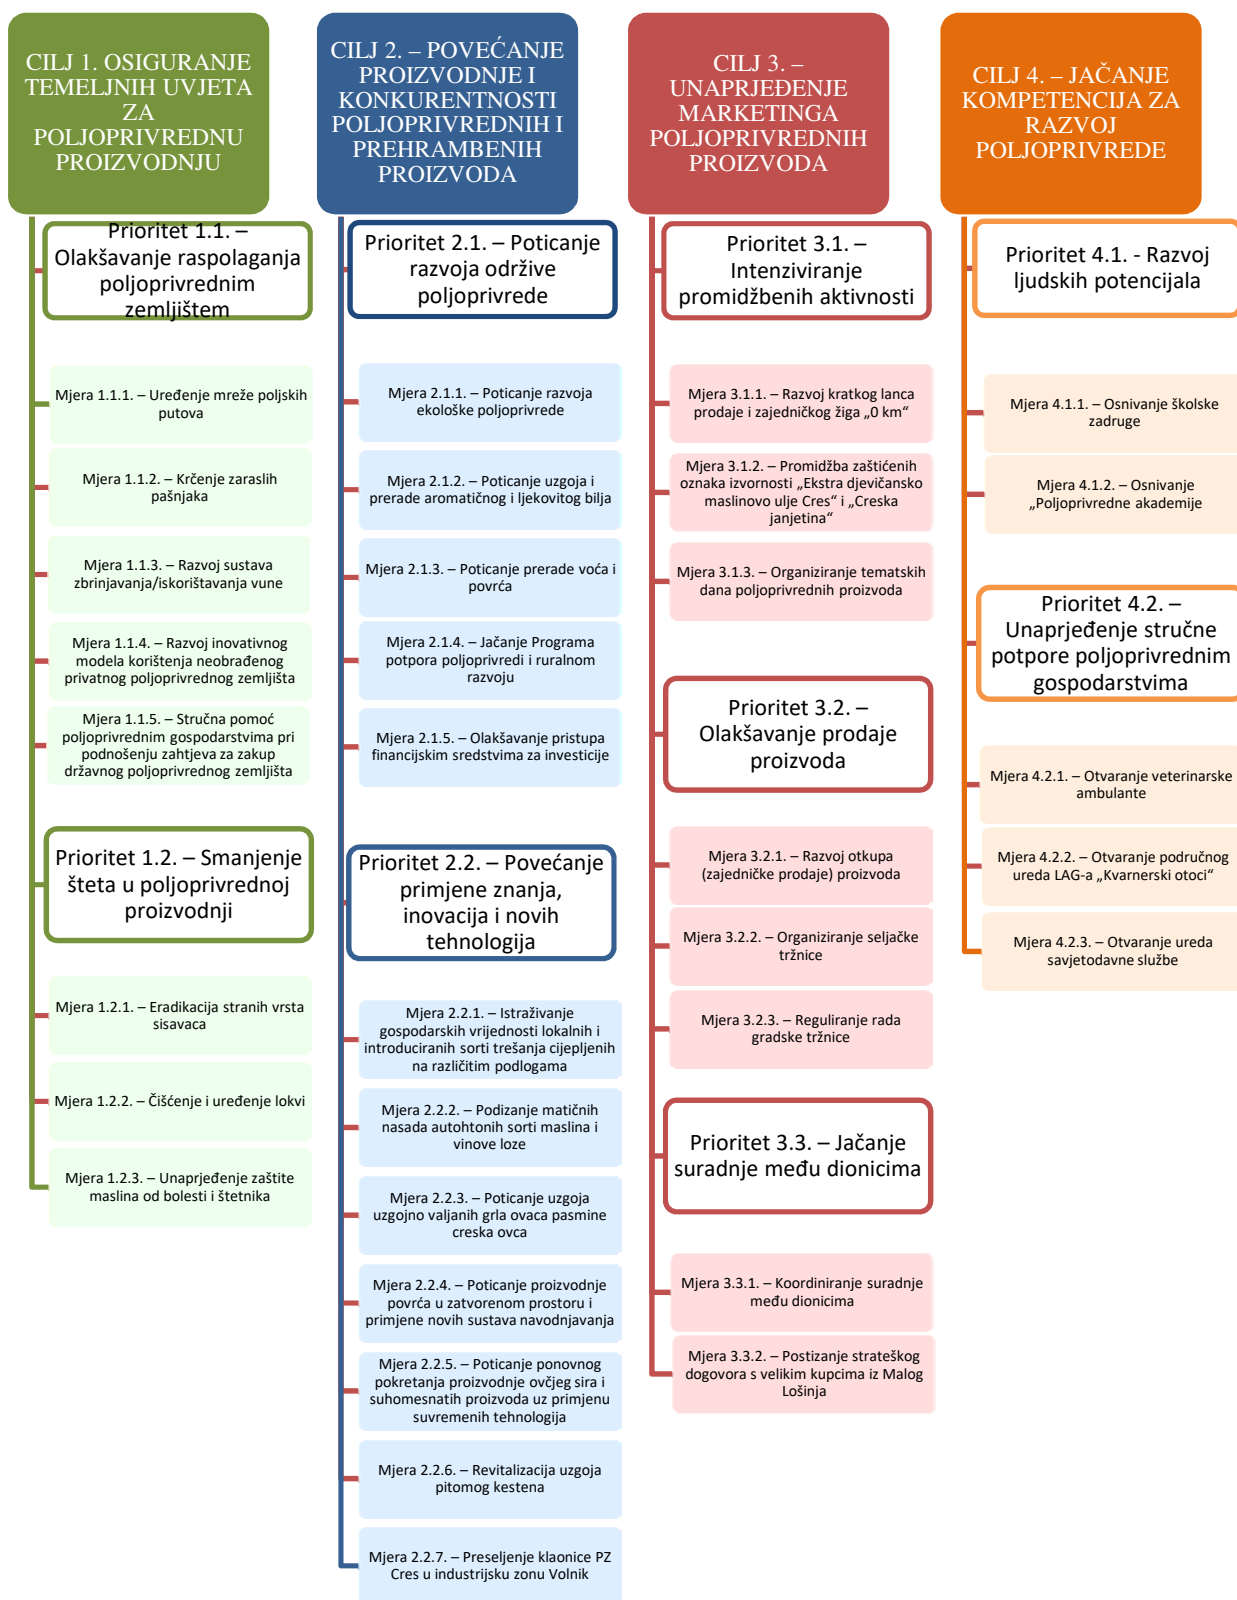 CILJ 1. OSIGURANJE
TEMELJNIH UVJETA
ZA
POLJOPRIVREDNU
PROIZVODNJU
Prioritet 1.1. –
Olakšavanje raspolaganja
poljoprivrednim
zemljištem
Mjera 1.1.1. – Uređenje mreže poljskih
putova
Mjera 1.1.2. – Krčenje zaraslih
pašnjaka
Mjera 1.1.3. – Razvoj sustava
zbrinjavanja/iskorištavanja vune
Mjera 1.1.4. – Razvoj inovativnog
modela korištenja neobrađenog
privatnog poljoprivrednog zemljišta
Mjera 1.1.5. – Stručna pomoć
poljoprivrednim gospodarstvima pri
podnošenju zahtjeva za zakup
državnog poljoprivrednog zemljišta
Prioritet 1.2. – Smanjenje
šteta u poljoprivrednoj
proizvodnji
Mjera 1.2.1. – Eradikacija stranih vrsta
sisavaca
Mjera 1.2.2. – Čišćenje i uređenje lokvi
Mjera 1.2.3. – Unaprjeđenje zaštite
maslina od bolesti i štetnika
CILJ 2. – POVEĆANJE
PROIZVODNJE I
KONKURENTNOSTI
POLJOPRIVREDNIH I
PREHRAMBENIH
PROIZVODA
Prioritet 2.1. – Poticanje
razvoja održive
poljoprivrede
Mjera 2.1.1. – Poticanje razvoja
ekološke poljoprivrede
Mjera 2.1.2. – Poticanje uzgoja i
prerade aromatičnog i ljekovitog bilja
Mjera 2.1.3. – Poticanje prerade voća i
povrća
Mjera 2.1.4. – Jačanje Programa
potpora poljoprivredi i ruralnom
razvoju
Mjera 2.1.5. – Olakšavanje pristupa
financijskim sredstvima za investicije
Prioritet 2.2. – Povećanje
primjene znanja,
inovacija i novih
tehnologija
Mjera 2.2.1. – Istraživanje
gospodarskih vrijednosti lokalnih i
introduciranih sorti trešanja cijepljenih
na različitim podlogama
Mjera 2.2.2. – Podizanje matičnih
nasada autohtonih sorti maslina i
vinove loze
Mjera 2.2.3. – Poticanje uzgoja
uzgojno valjanih grla ovaca pasmine
creska ovca
Mjera 2.2.4. – Poticanje proizvodnje
povrća u zatvorenom prostoru i
primjene novih sustava navodnjavanja
Mjera 2.2.5. – Poticanje ponovnog
pokretanja proizvodnje ovčjeg sira i
suhomesnatih proizvoda uz primjenu
suvremenih tehnologija
Mjera 2.2.6. – Revitalizacija uzgoja
pitomog kestena
Mjera 2.2.7. – Preseljenje klaonice PZ
Cres u industrijsku zonu Volnik
CILJ 3. –
UNAPRJEĐENJE
MARKETINGA
POLJOPRIVREDNIH
PROIZVODA
Prioritet 3.1. –
Intenziviranje
promidžbenih aktivnosti
Mjera 3.1.1. – Razvoj kratkog lanca
prodaje i zajedničkog žiga „0 km“
Mjera 3.1.2. – Promidžba zaštićenih
oznaka izvornosti „Ekstra djevičansko
maslinovo ulje Cres“ i „Creska
janjetina“
Mjera 3.1.3. – Organiziranje tematskih
dana poljoprivrednih proizvoda
Prioritet 3.2. –
Olakšavanje prodaje
proizvoda
Mjera 3.2.1. – Razvoj otkupa
(zajedničke prodaje) proizvoda
Mjera 3.2.2. – Organiziranje seljačke
tržnice
Mjera 3.2.3. – Reguliranje rada
gradske tržnice
Prioritet 3.3. – Jačanje
suradnje među dionicima
Mjera 3.3.1. – Koordiniranje suradnje
među dionicima
Mjera 3.3.2. – Postizanje strateškog
dogovora s velikim kupcima iz Malog
Lošinja
CILJ 4. – JAČANJE
KOMPETENCIJA ZA
RAZVOJ
POLJOPRIVREDE
Prioritet 4.1. - Razvoj
ljudskih potencijala
Mjera 4.1.1. – Osnivanje školske
zadruge
Mjera 4.1.2. – Osnivanje
„Poljoprivredne akademije
Prioritet 4.2. –
Unaprjeđenje stručne
potpore poljoprivrednim
gospodarstvima
Mjera 4.2.1. – Otvaranje veterinarske
ambulante
Mjera 4.2.2. – Otvaranje područnog
ureda LAG-a „Kvarnerski otoci“
Mjera 4.2.3. – Otvaranje ureda
savjetodavne službe